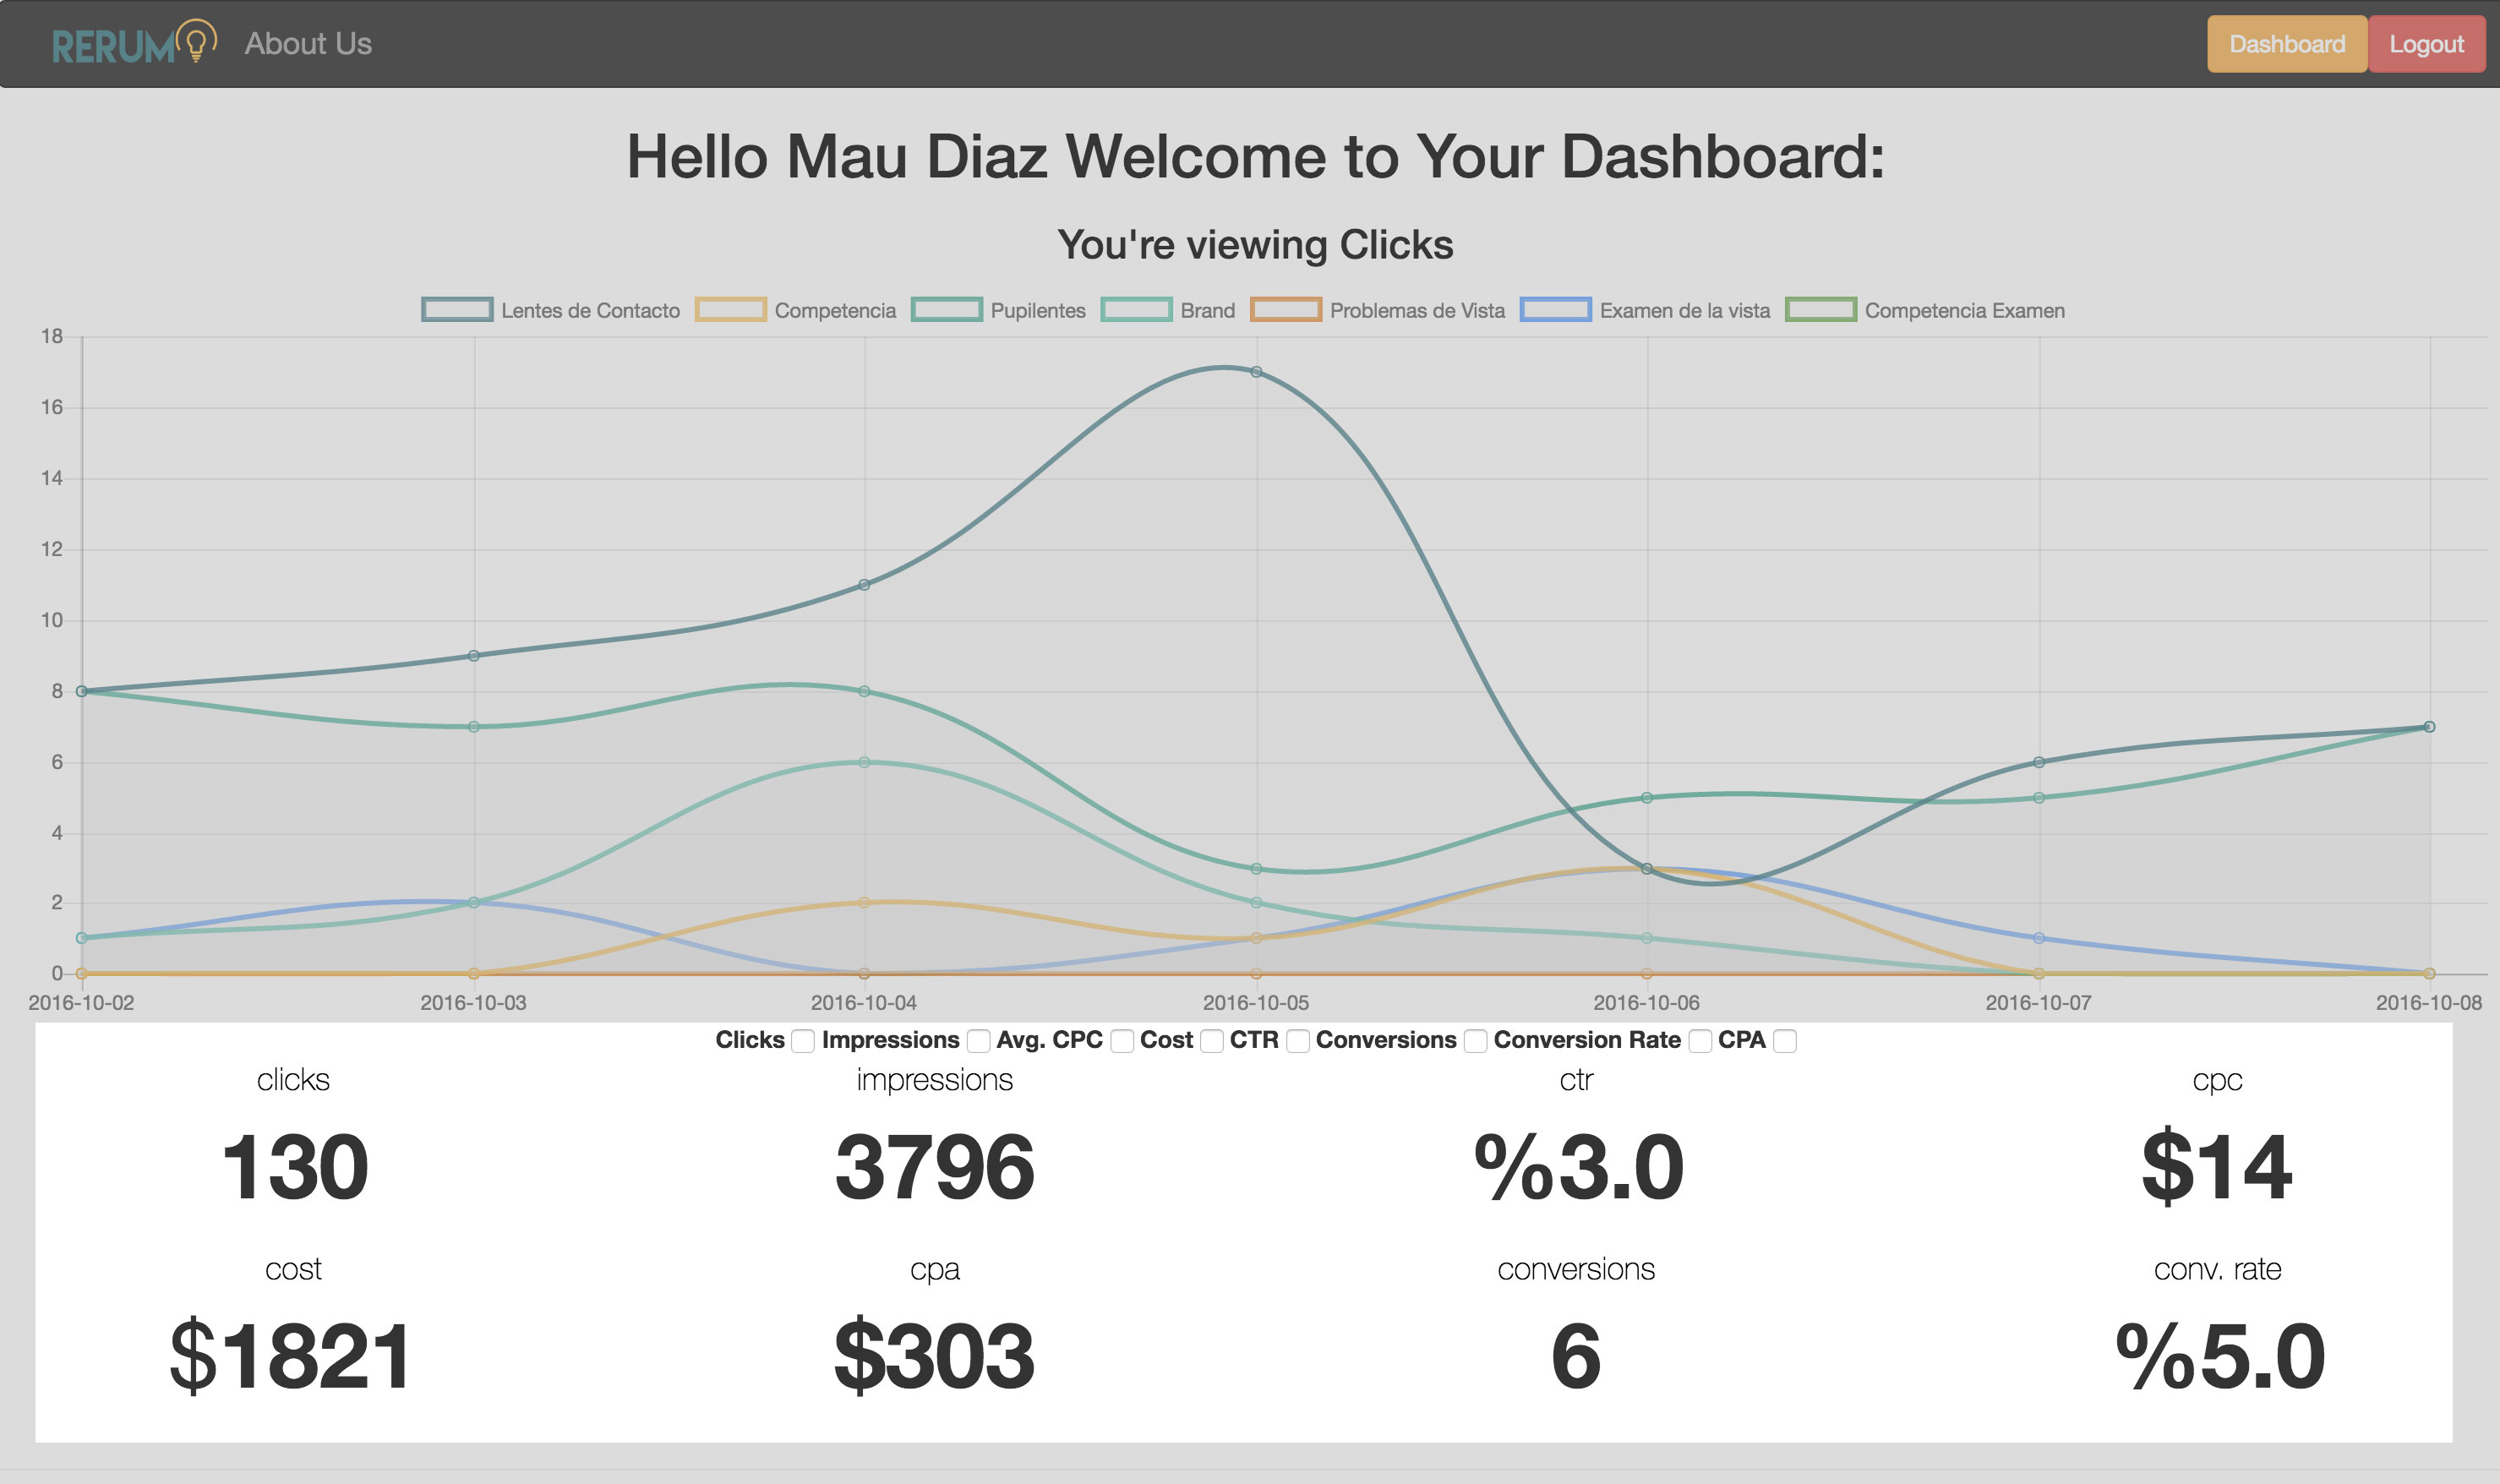 RERUM About Us Dashboard Logout
Hello Mau Diaz Welcome to Your Dashboard:
You're viewing Clicks
Lentes de Contacto Competencia Pupilentes Brand Problemas de Vista Examen de la vista Competencia Examen
18
16
14
12
10
8
6
4
2
0
2016-10-02 2016-10-03 2016-10-04 2016-10-05 2016-10-06 2016-10-07 2016-10-08
Clicks Impressions Avg. CPC Cost CTR Conversions Conversion Rate CPA
clicks impressions ctr cpc
130 3796 %3.0 $14
cost cpa conversions conv. rate
$1821 $303 6 %5.0